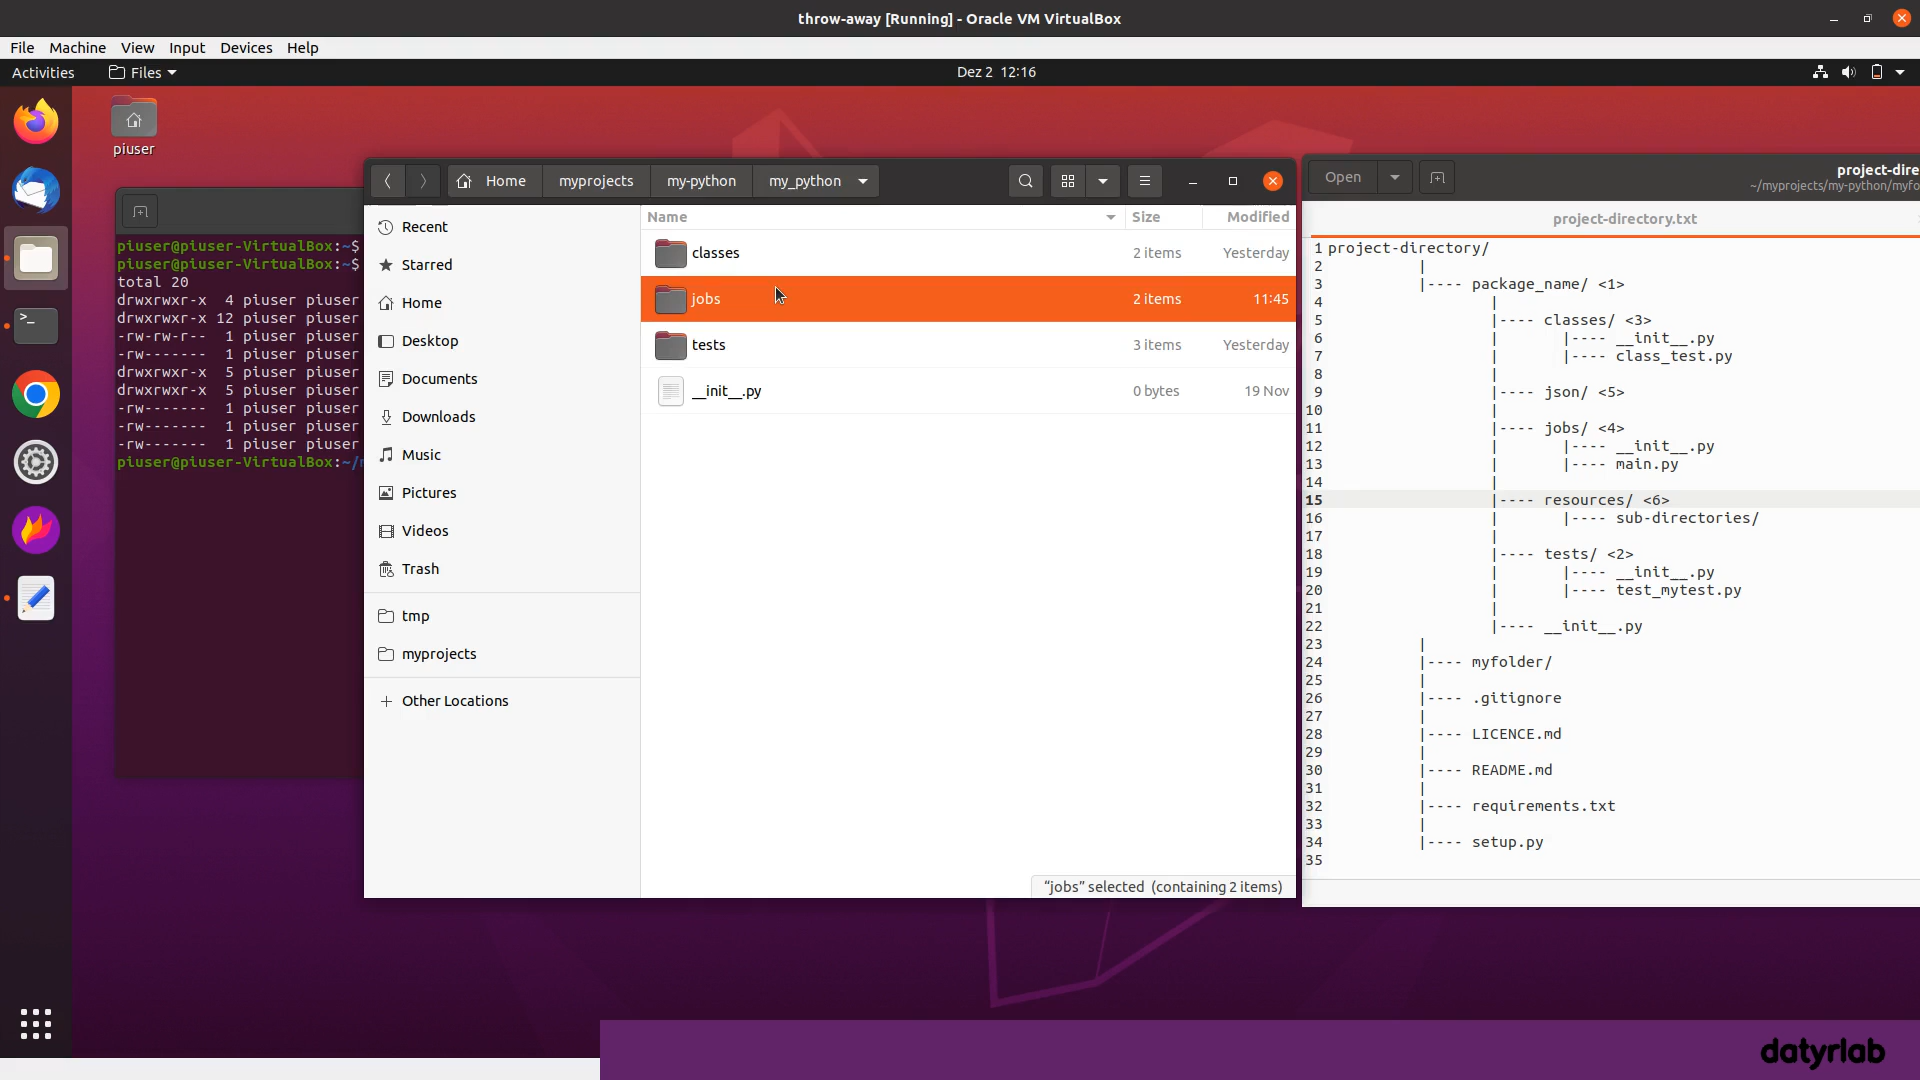 throw-away [Running] - Oracle VM VirtualBox
File Machine View Input Devices Help
Activities Files Dez 2 12:16
piuser
piuser@piuser-VirtualBox:~$
piuser@piuser-VirtualBox:~$
total 20
drwxrwxr-x 4 piuser piuser
drwxrwxr-x 12 piuser piuser
-rw-rw-r-- 1 piuser piuser
-rw------- 1 piuser piuser
drwxrwxr-x 5 piuser piuser
drwxrwxr-x 5 piuser piuser
-rw------- 1 piuser piuser
-rw------- 1 piuser piuser
-rw------- 1 piuser piuser
piuser@piuser-VirtualBox:~/
Home myprojects my-python my_python
Recent
Starred
Home
Desktop
Documents
Downloads
Music
Pictures
Videos
Trash
tmp
myprojects
+ Other Locations
Name Size Modified
classes 2 items Yesterday
jobs 2 items 11:45
tests 3 items Yesterday
__init__.py 0 bytes 19 Nov
“jobs” selected (containing 2 items)
Open
project-dire
~/myprojects/my-python/myfo
project-directory.txt
1 project-directory/
2 |
3 |---- package_name/ <1>
4 |
5 |---- classes/ <3>
6 | |---- __init__.py
7 | |---- class_test.py
8 |
9 |---- json/ <5>
10 |
11 |---- jobs/ <4>
12 | |---- __init__.py
13 | |---- main.py
14 |
15 |---- resources/ <6>
16 | |---- sub-directories/
17 |
18 |---- tests/ <2>
19 | |---- __init__.py
20 | |---- test_mytest.py
21 |
22 |---- __init__.py
23 |
24 |---- myfolder/
25 |
26 |---- .gitignore
27 |
28 |---- LICENCE.md
29 |
30 |---- README.md
31 |
32 |---- requirements.txt
33 |
34 |---- setup.py
35
datyrlab